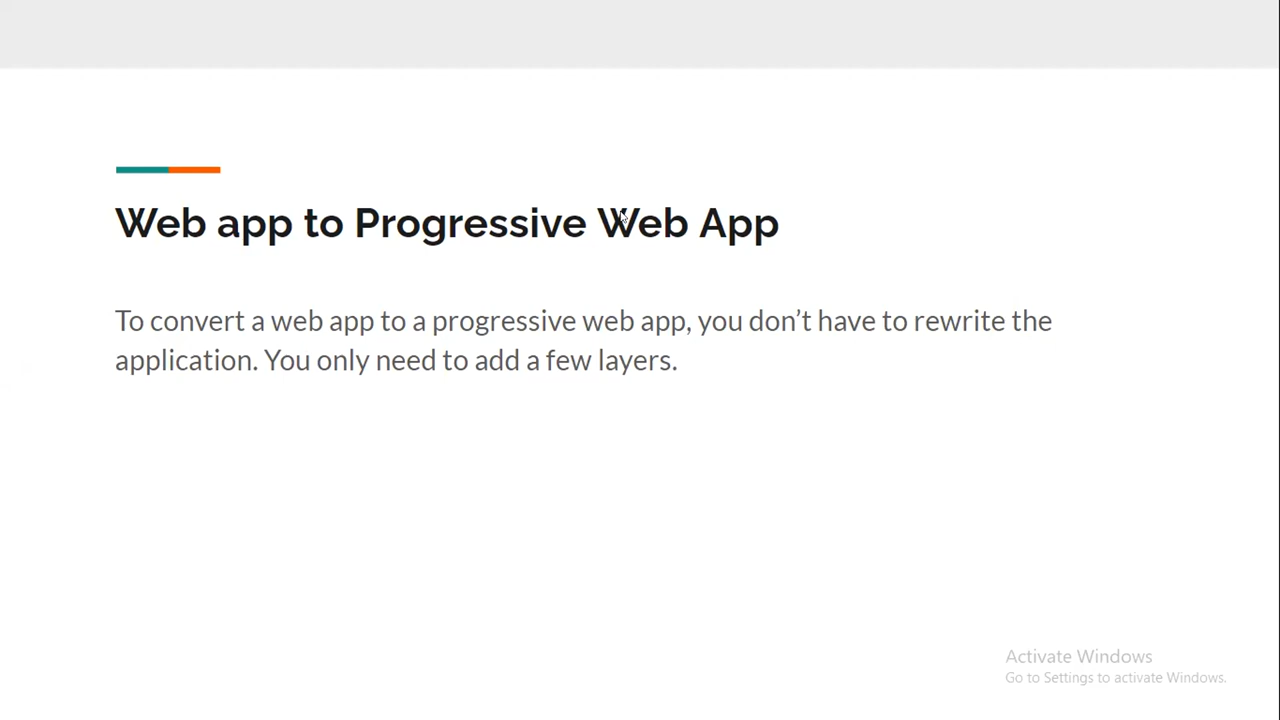 Web app to Progressive Web App
To convert a web app to a progressive web app, you don’t have to rewrite the
application. You only need to add a few layers.
Activate Windows
Go to Settings to activate Windows.